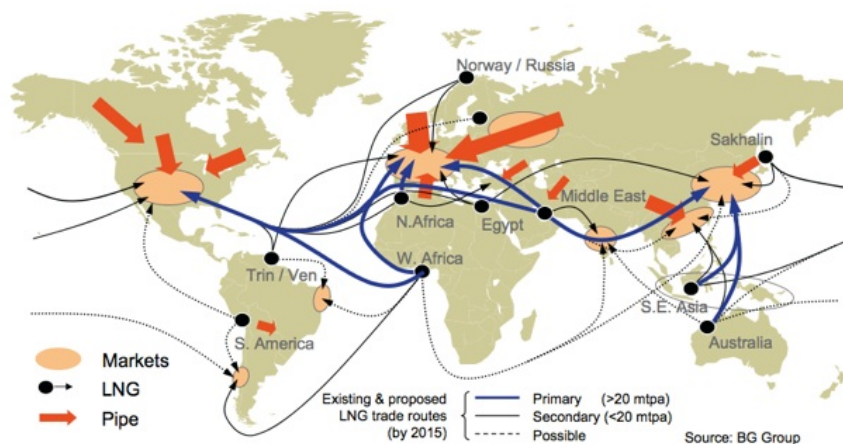 Norway / Russia
Sakhalin
Middle East
N.Africa
Egypt
Trin / Ven
W. Africa
S.E. Asia
S. America
Australia
Markets
LNG
Pipe
Existing & proposed
LNG trade routes
(by 2015)
Primary (>20 mtpa)
Secondary (<20 mtpa)
Possible
Source: BG Group